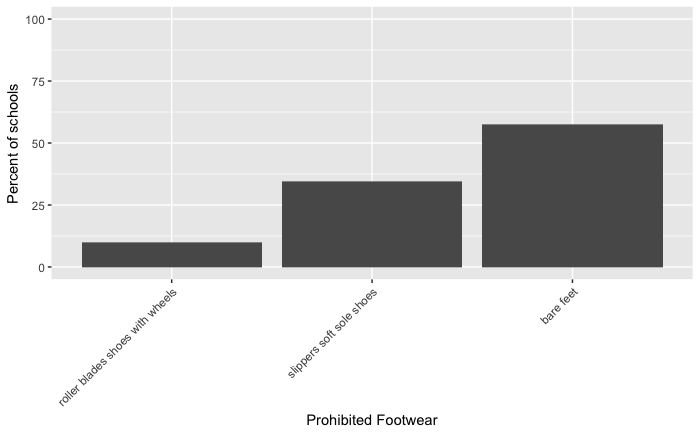 100
75
50
25
0
Percent of schools
roller blades shoes with wheels
slippers soft sole shoes
bare feet
Prohibited Footwear